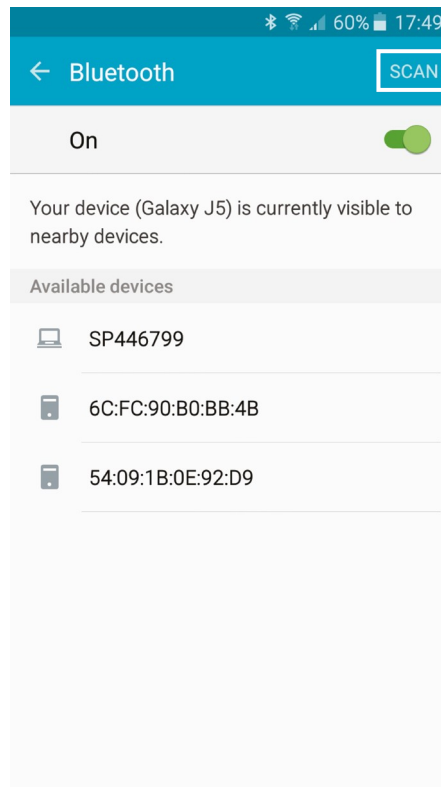 60% 17:49
Bluetooth SCAN
On
Your device (Galaxy J5) is currently visible to
nearby devices.
Available devices
SP446799
6C:FC:90:B0:BB:4B
54:09:1B:0E:92:D9